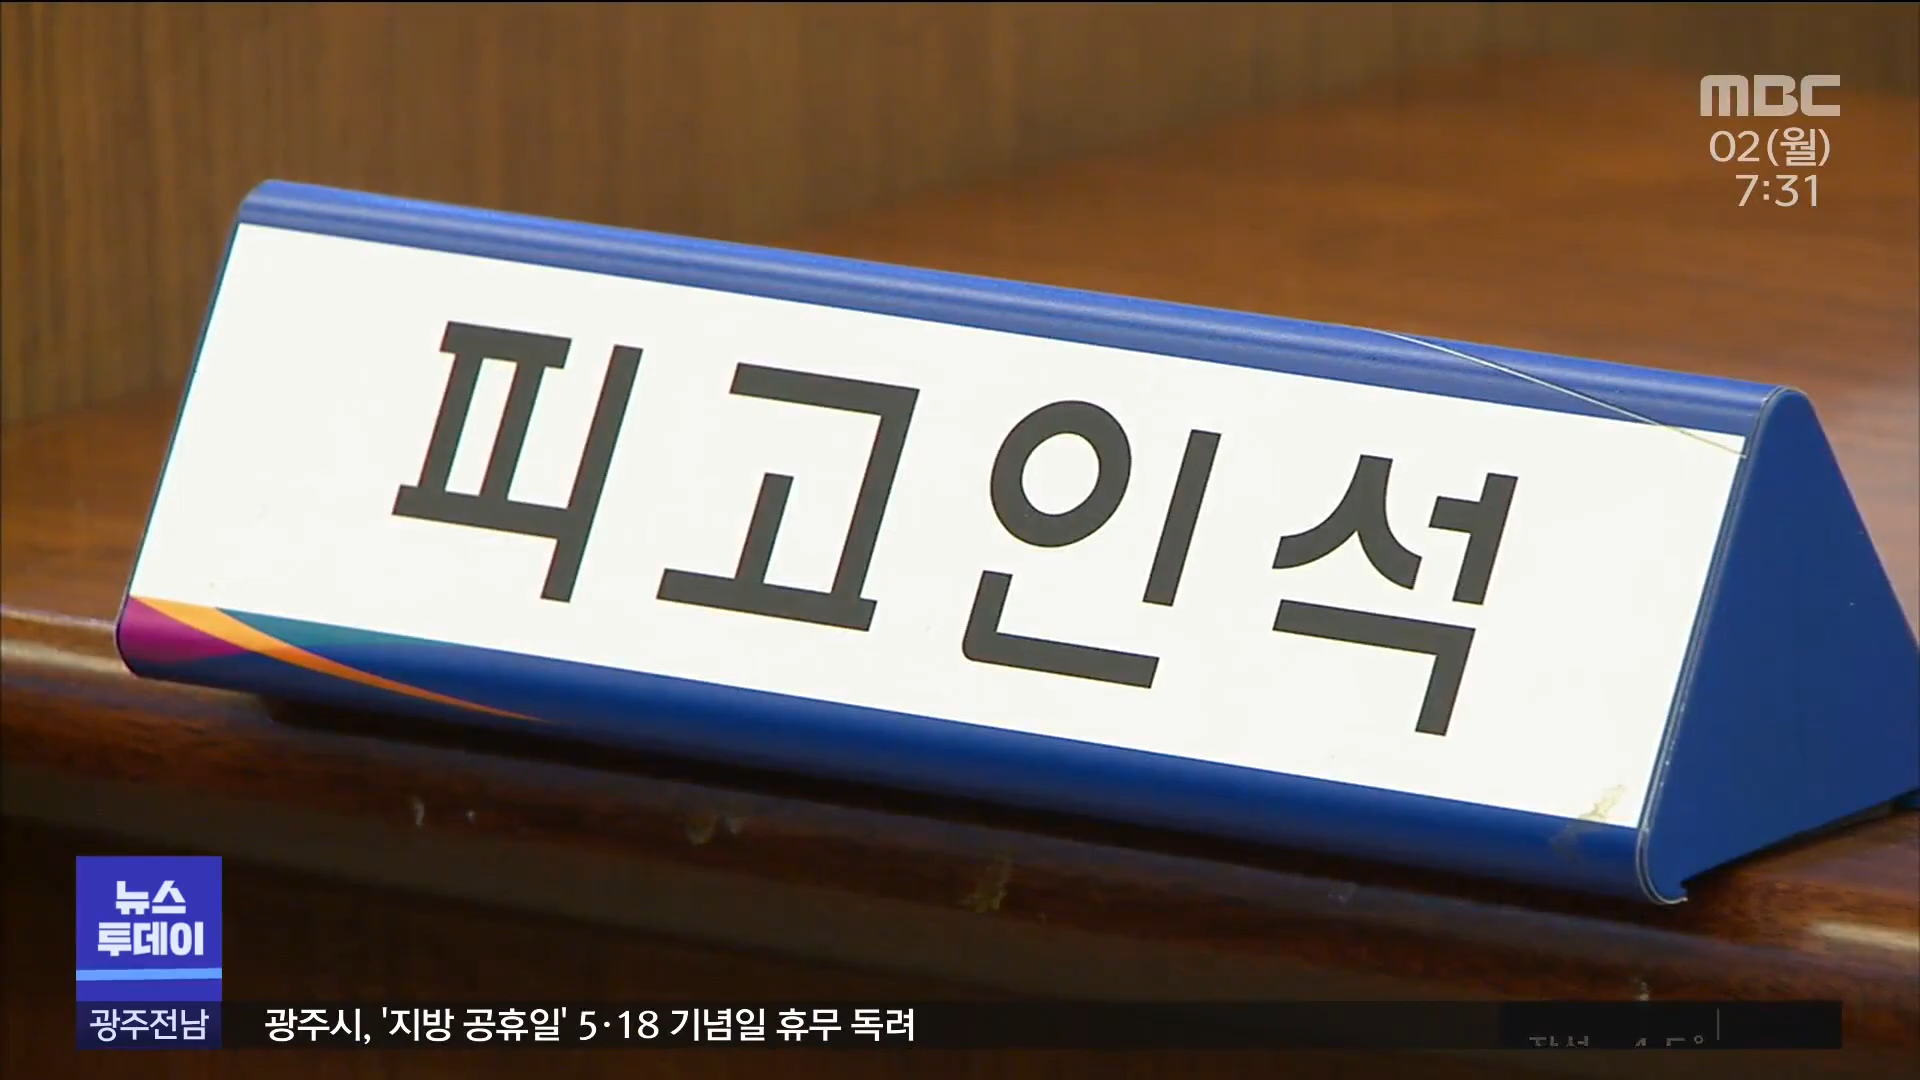 MBC
02(월)
7:31
피고인석
뉴스
투데이
광주전남
광주시, '지방 공휴일' 5·18 기념일 휴무 독려